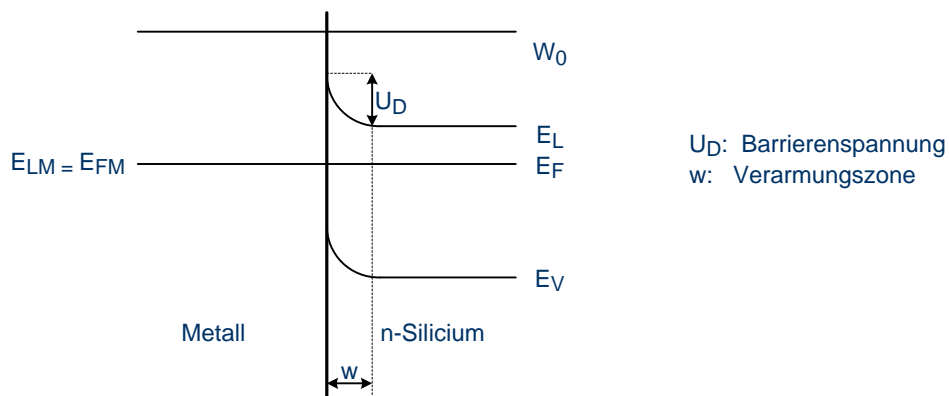 W0
UD
EL
ELM = EFM
EF
UD: Barrierenspannung
w: Verarmungszone
EV
Metall
n-Silicium
w